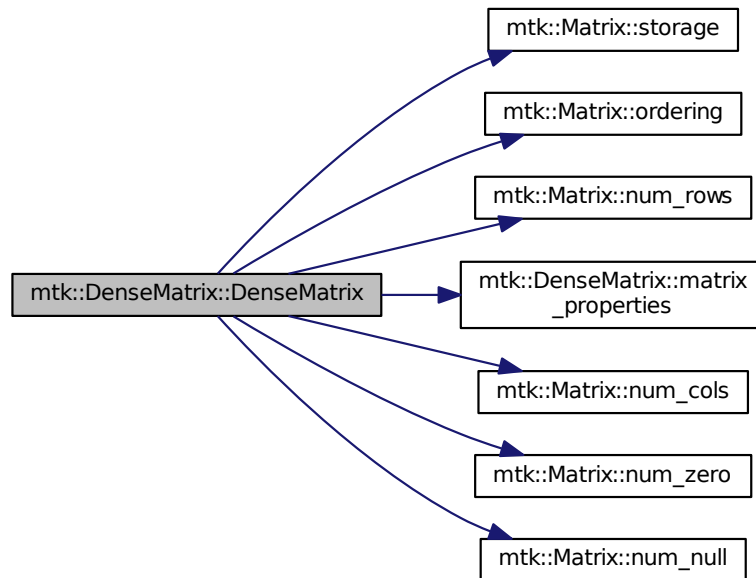 mtk::Matrix::storage
mtk::Matrix::ordering
mtk::Matrix::num_rows
mtk::DenseMatrix::DenseMatrix
mtk::DenseMatrix::matrix
_properties
mtk::Matrix::num_cols
mtk::Matrix::num_zero
mtk::Matrix::num_null